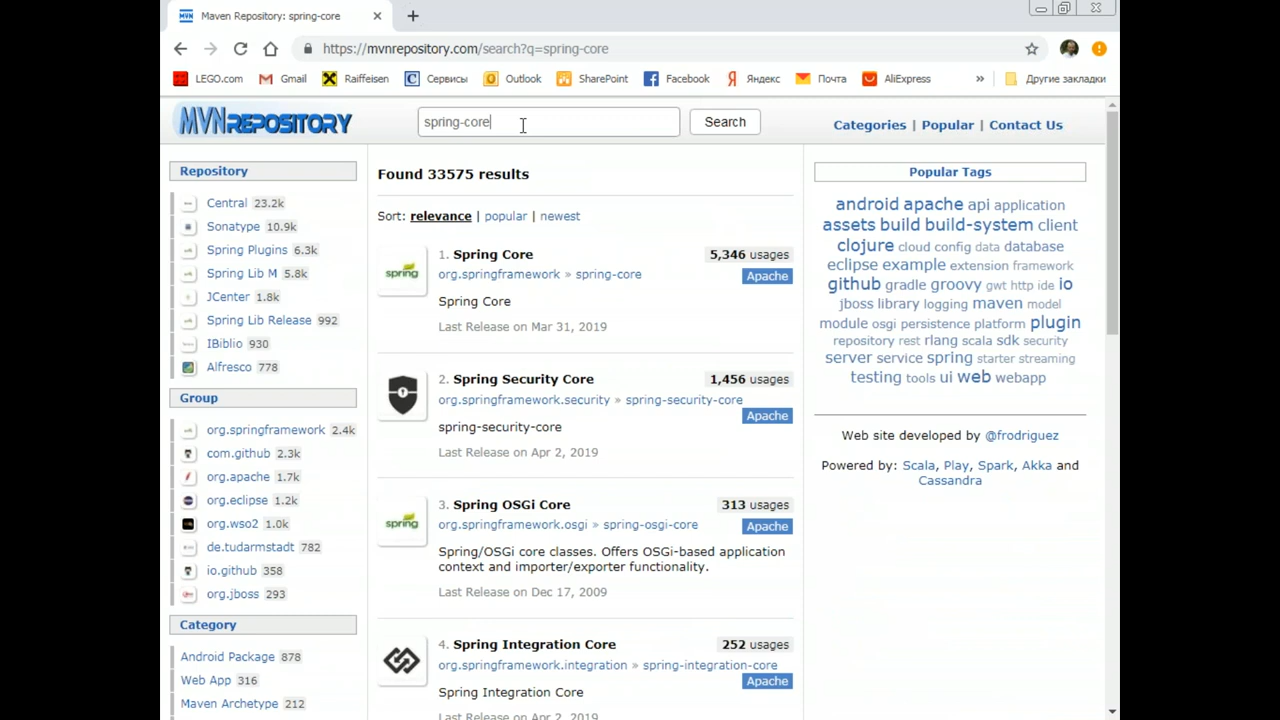 Maven Repository: spring-core
https://mvnrepository.com/search?q=spring-core
LEGO.com Gmail Raiffeisen Сервисы Outlook SharePoint Facebook Яндекс Почта AliExpress » Другие закладки
MVNREPOSITORY
spring-core
Search
Categories | Popular | Contact Us
Repository
Central 23.2k
Sonatype 10.9k
Spring Plugins 6.3k
Spring Lib M 5.8k
JCenter 1.8k
Spring Lib Release 992
IBiblio 930
Alfresco 778
Group
org.springframework 2.4k
com.github 2.3k
org.apache 1.7k
org.eclipse 1.2k
org.wso2 1.0k
de.tudarmstadt 782
io.github 358
org.jboss 293
Category
Android Package 878
Web App 316
Maven Archetype 212
Found 33575 results
Sort: relevance | popular | newest
spring
1. Spring Core
5,346 usages
org.springframework » spring-core
Apache
Spring Core
Last Release on Mar 31, 2019
2. Spring Security Core
1,456 usages
org.springframework.security » spring-security-core
Apache
spring-security-core
Last Release on Apr 2, 2019
spring
3. Spring OSGi Core
313 usages
org.springframework.osgi » spring-osgi-core
Apache
Spring/OSGi core classes. Offers OSGi-based application
context and importer/exporter functionality.
Last Release on Dec 17, 2009
4. Spring Integration Core
252 usages
org.springframework.integration » spring-integration-core
Apache
Spring Integration Core
Last Release on Apr 2, 2019
Popular Tags
android apache api application
assets build build-system client
clojure cloud config data database
eclipse example extension framework
github gradle groovy gwt http ide io
jboss library logging maven model
module osgi persistence platform plugin
repository rest rlang scala sdk security
server service spring starter streaming
testing tools ui web webapp
Web site developed by @frodriguez
Powered by: Scala, Play, Spark, Akka and
Cassandra